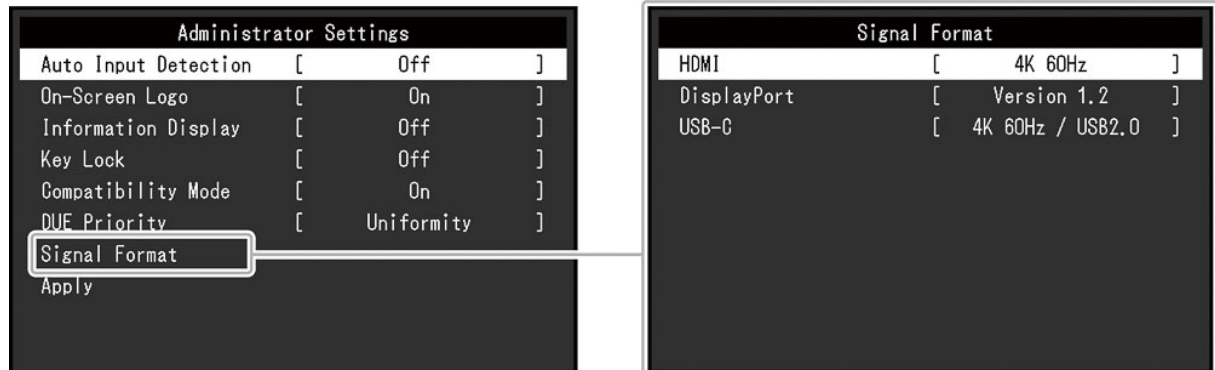 Administrator Settings
Auto Input Detection [ Off ]
On-Screen Logo [ On ]
Information Display [ Off ]
Key Lock [ Off ]
Compatibility Mode [ On ]
DUE Priority [ Uniformity ]
Signal Format
Apply
Signal Format
HDMI [ 4K 60Hz ]
DisplayPort [ Version 1.2 ]
USB-C [ 4K 60Hz / USB2.0 ]